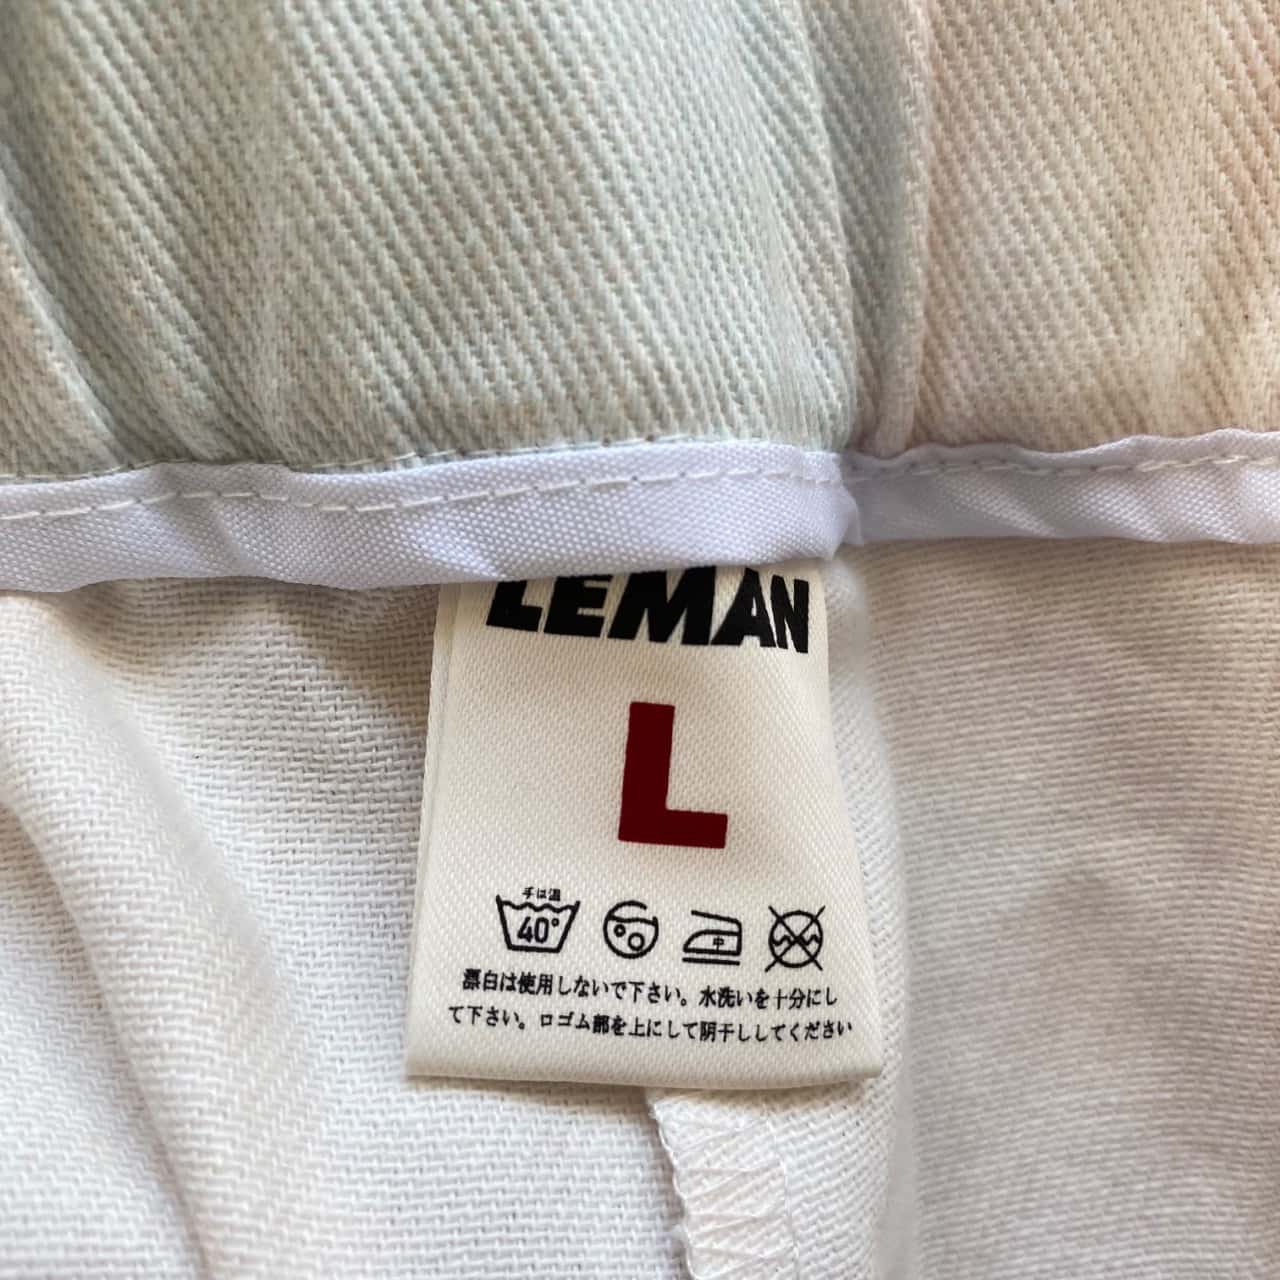 LEMAN
L
手は温
40°
中
漂白は使用しないで下さい。水洗いを十分にし
て下さい。ロゴム部を上にして阴干ししてください